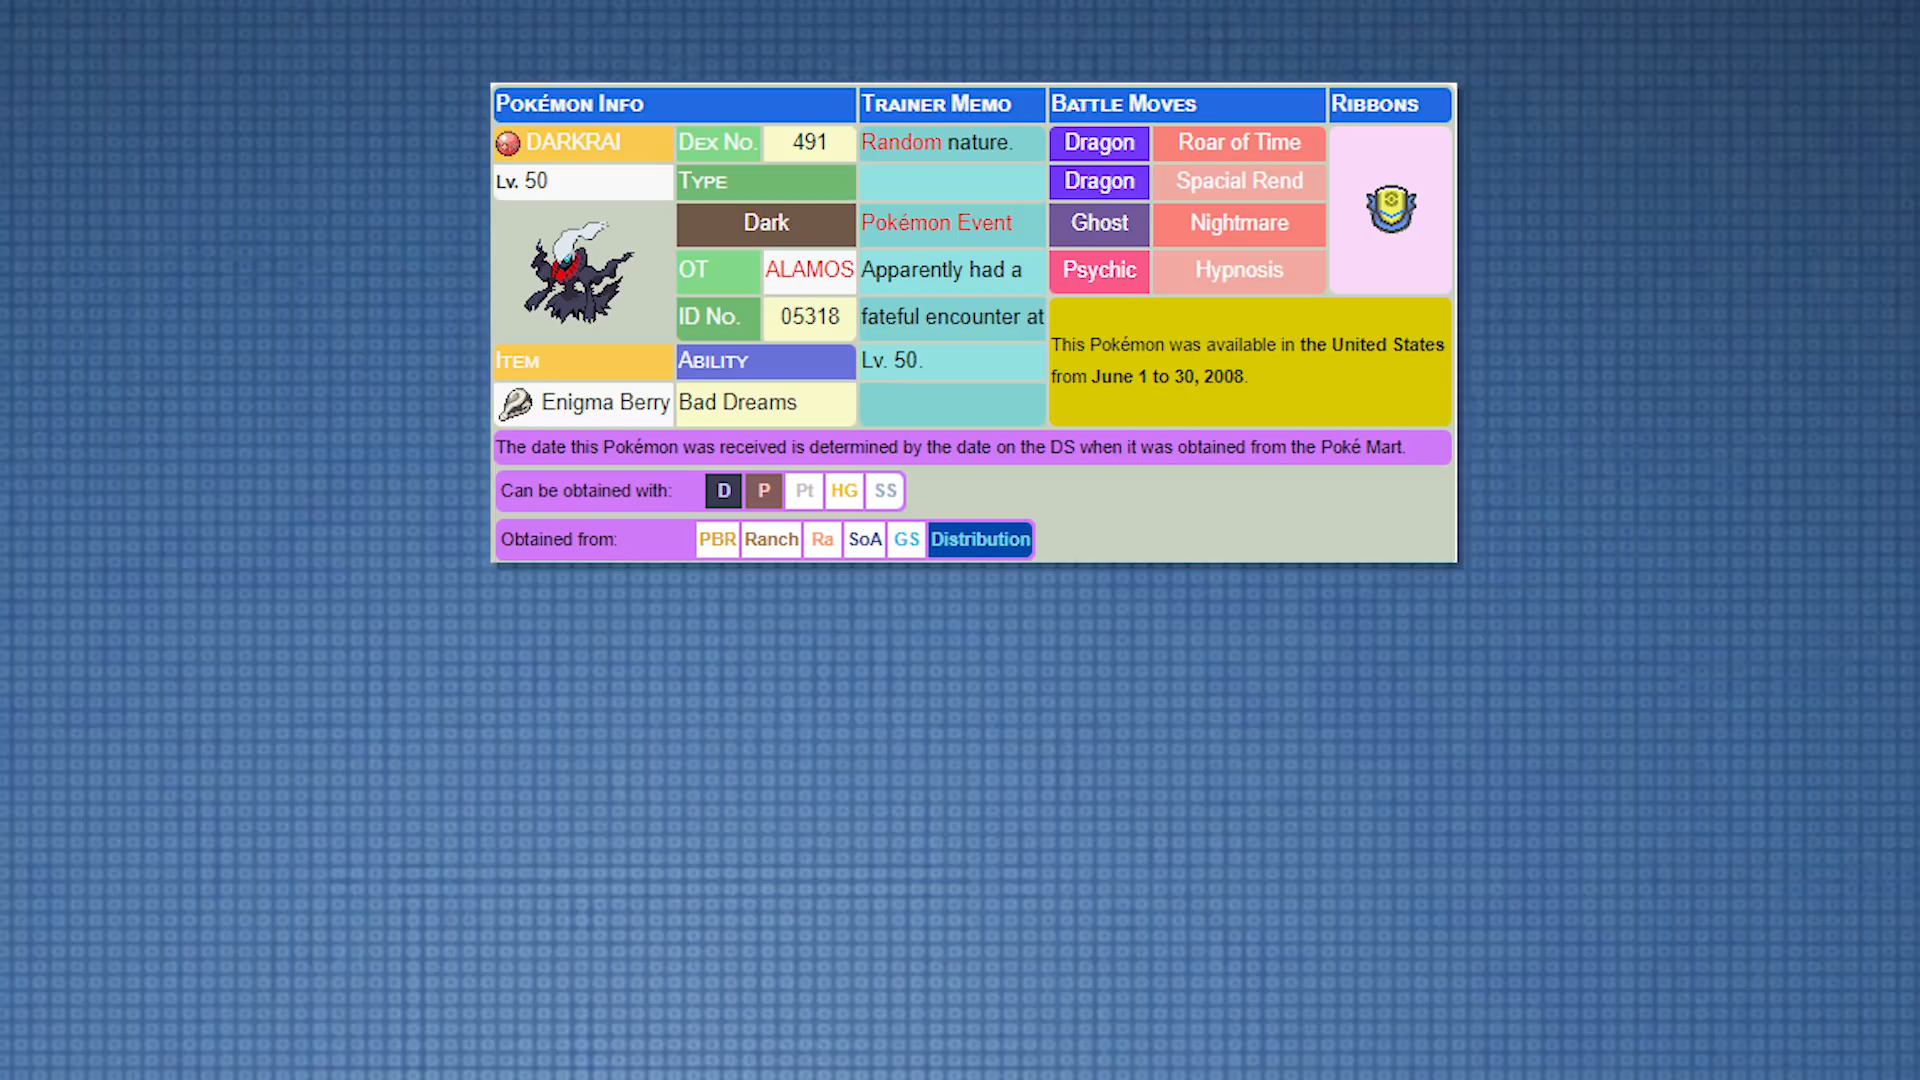 POKÉMON INFO TRAINER MEMO BATTLE MOVES RIBBONS
DARKRAI DEX NO. 491 Random nature. Dragon Roar of Time
Lv. 50 TYPE Dragon Spacial Rend
Dark Pokémon Event Ghost Nightmare
OT ALAMOS Apparently had a Psychic Hypnosis
ID No. 05318 fateful encounter at
This Pokémon was available in the United States
from June 1 to 30, 2008.
ITEM ABILITY Lv. 50.
Enigma Berry Bad Dreams
The date this Pokémon was received is determined by the date on the DS when it was obtained from the Poké Mart.
Can be obtained with: D P Pt HG SS
Obtained from: PBR Ranch Ra SoA GS Distribution